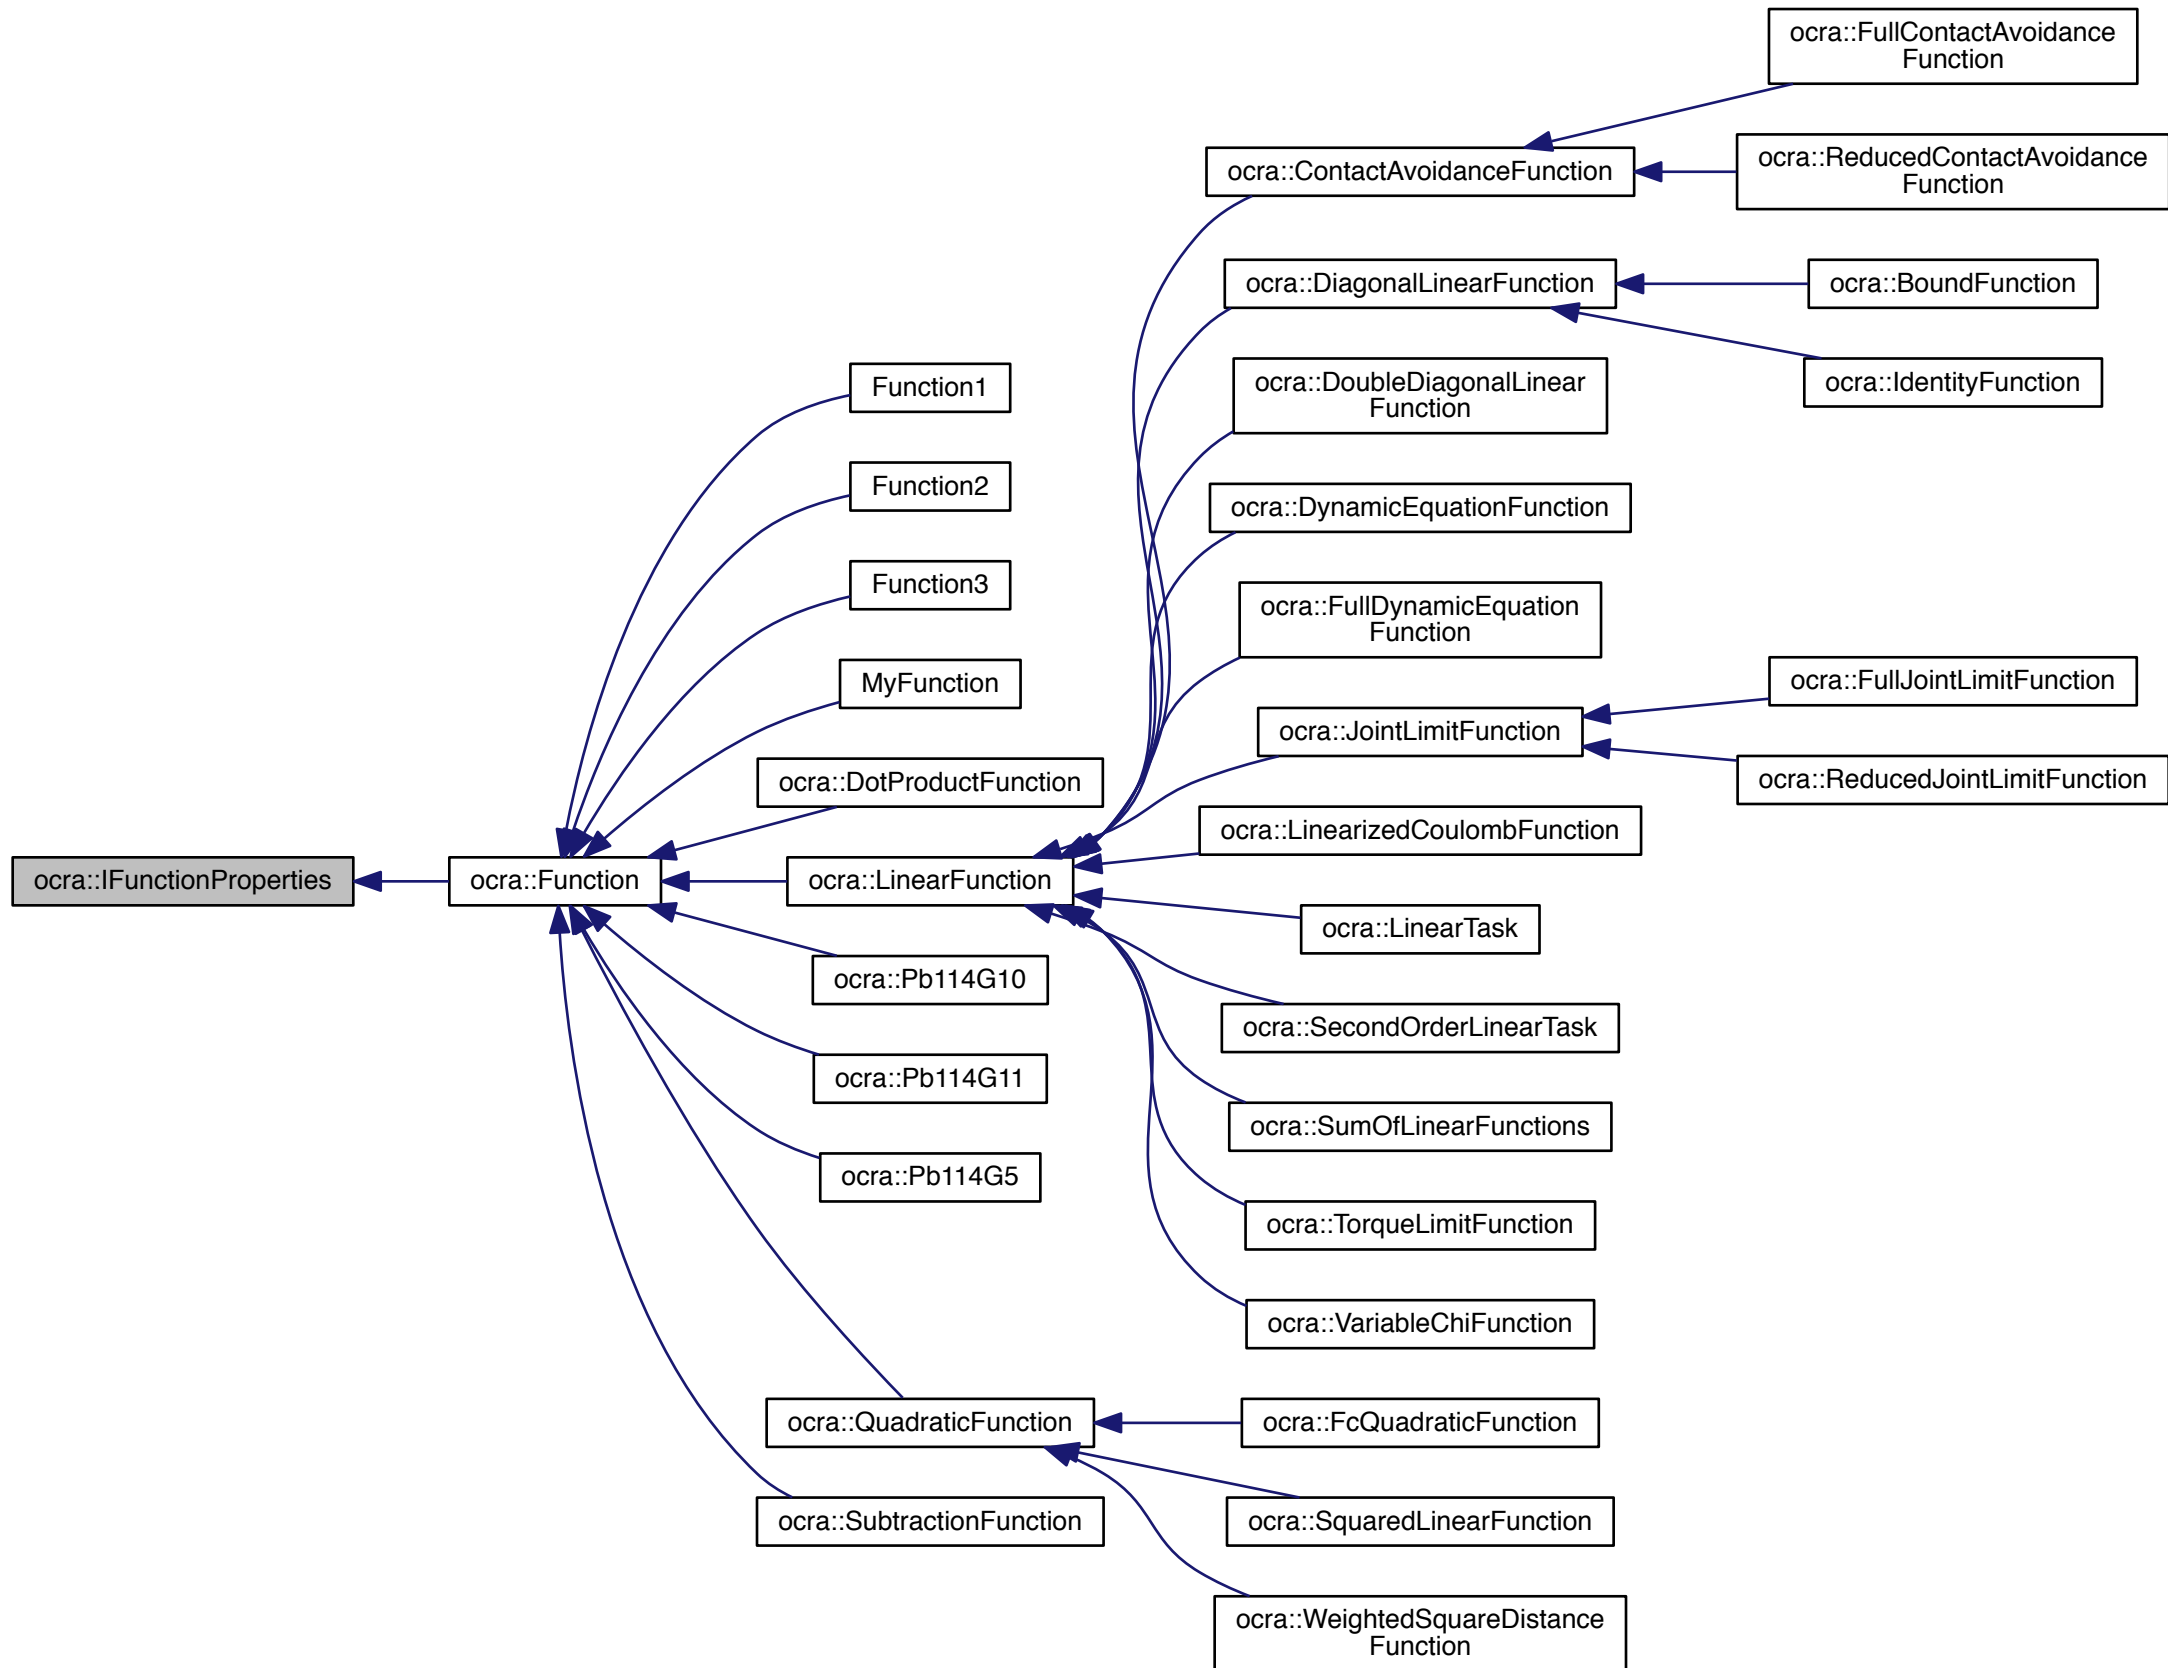 ocra::IFunctionProperties
ocra::Function
Function1
Function2
Function3
MyFunction
ocra::DotProductFunction
ocra::LinearFunction
ocra::Pb114G10
ocra::Pb114G11
ocra::Pb114G5
ocra::QuadraticFunction
ocra::SubtractionFunction
ocra::ContactAvoidanceFunction
ocra::DiagonalLinearFunction
ocra::DoubleDiagonalLinear
Function
ocra::DynamicEquationFunction
ocra::FullDynamicEquation
Function
ocra::JointLimitFunction
ocra::LinearizedCoulombFunction
ocra::LinearTask
ocra::SecondOrderLinearTask
ocra::SumOfLinearFunctions
ocra::TorqueLimitFunction
ocra::VariableChiFunction
ocra::FcQuadraticFunction
ocra::SquaredLinearFunction
ocra::WeightedSquareDistance
Function
ocra::FullContactAvoidance
Function
ocra::ReducedContactAvoidance
Function
ocra::BoundFunction
ocra::IdentityFunction
ocra::FullJointLimitFunction
ocra::ReducedJointLimitFunction